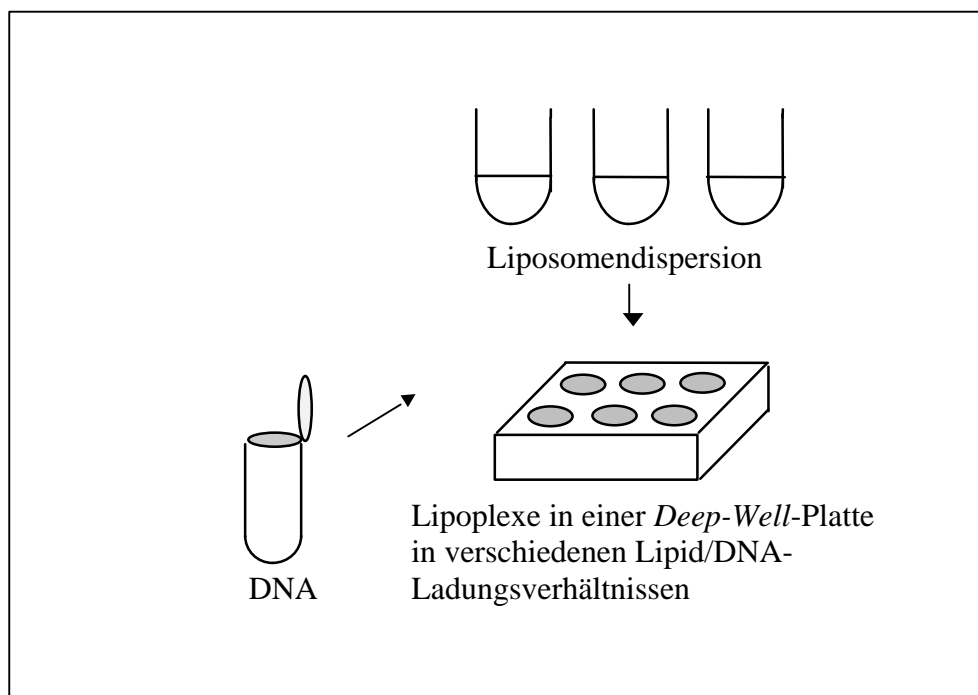 Liposomendispersion
DNA
Lipoplexe in einer Deep-Well-Platte
in verschiedenen Lipid/DNA-
Ladungsverhältnissen